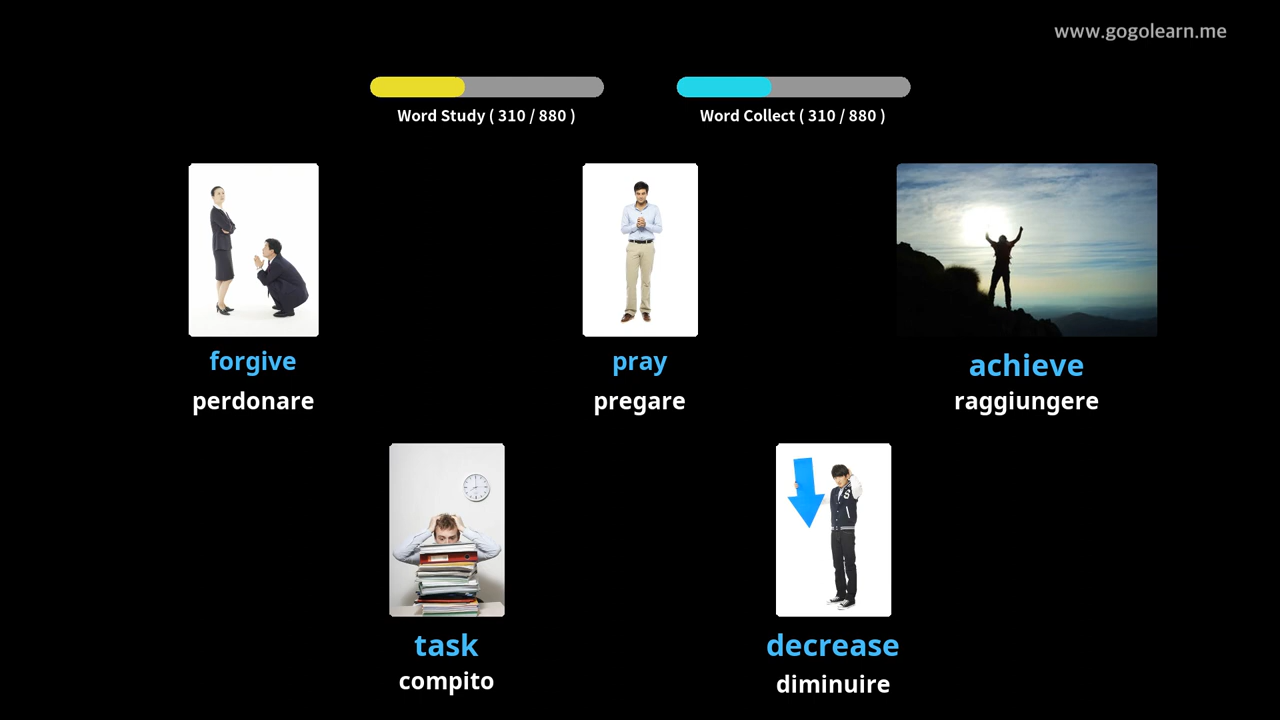 www.gogolearn.me
Word Study ( 310 / 880 )
Word Collect ( 310 / 880 )
forgive
perdonare
pray
pregare
achieve
raggiungere
task
compito
decrease
diminuire